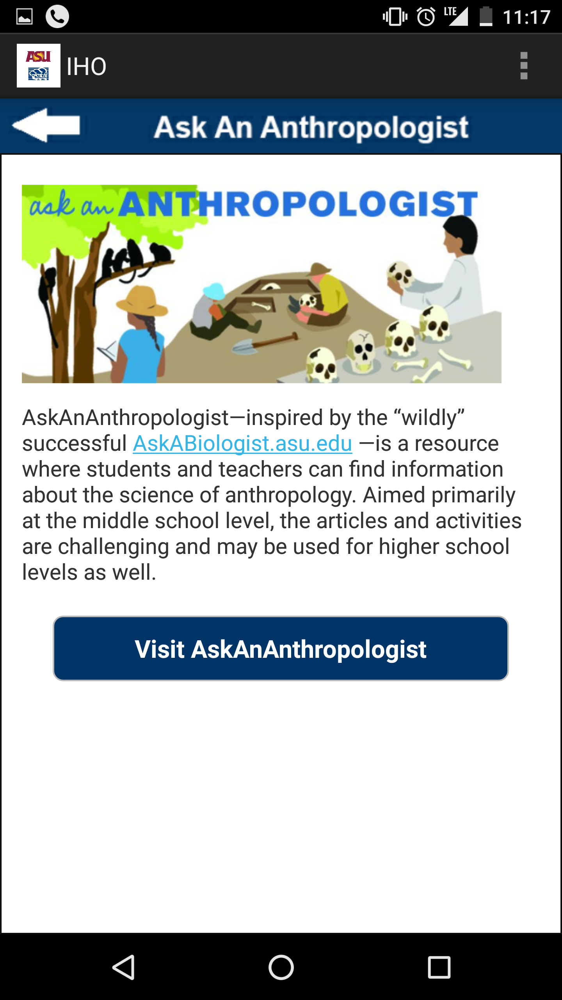 LTE 11:17
ASU IHO
Ask An Anthropologist
ask an ANTHROPOLOGIST
AskAnAnthropologist—inspired by the “wildly”
successful AskABiologist.asu.edu —is a resource
where students and teachers can find information
about the science of anthropology. Aimed primarily
at the middle school level, the articles and activities
are challenging and may be used for higher school
levels as well.
Visit AskAnAnthropologist